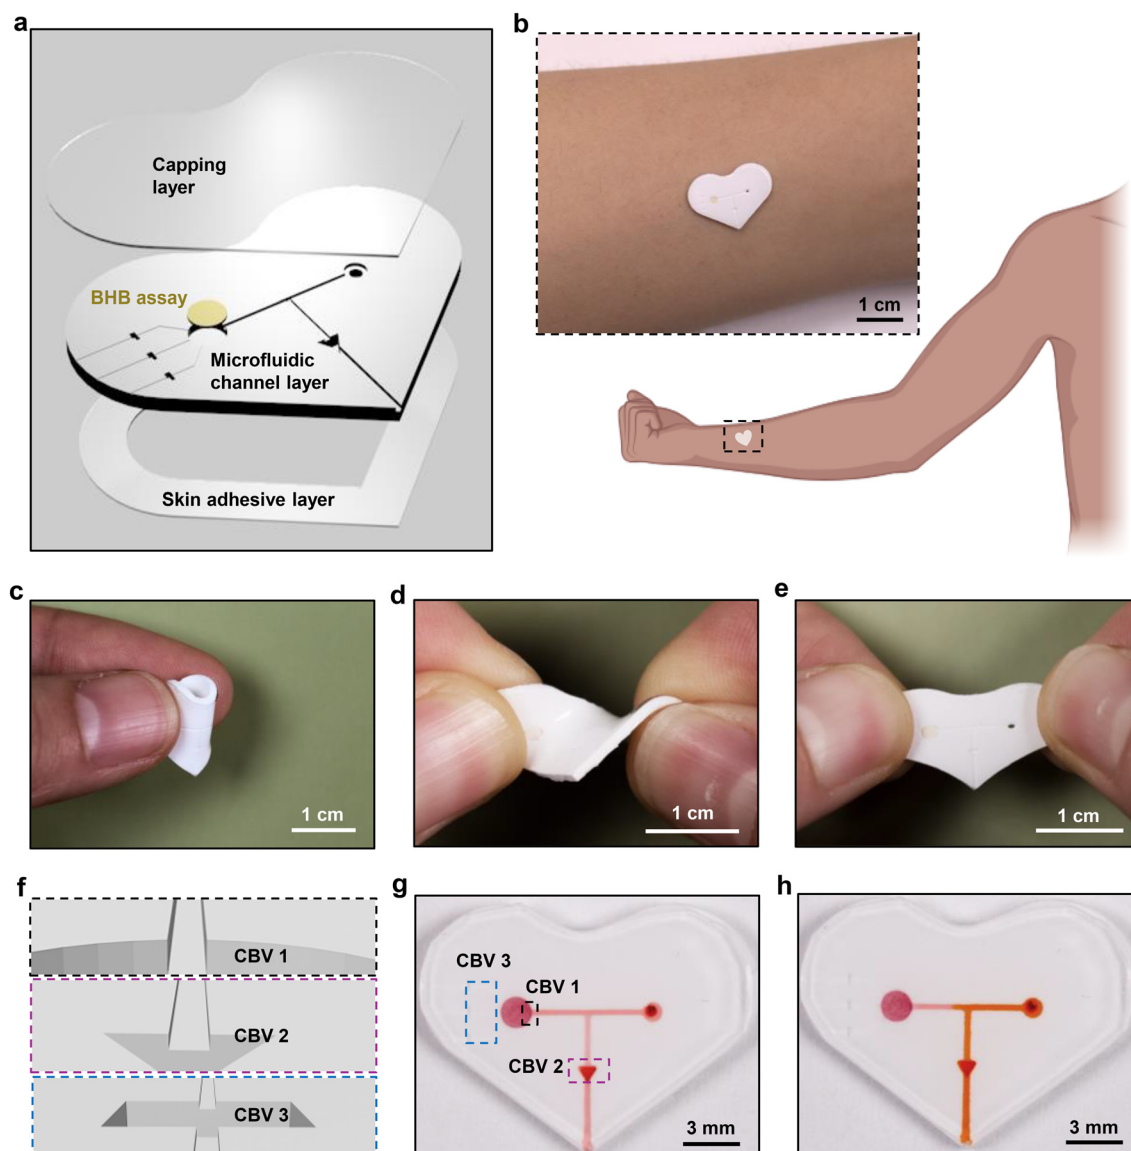 a
Capping
layer
BHB assay
Microfluidic
channel layer
Skin adhesive layer
b
1 cm
c
1 cm
d
1 cm
e
1 cm
f
CBV 1
CBV 2
CBV 3
g
CBV 3
CBV 1
CBV 2
3 mm
h
3 mm